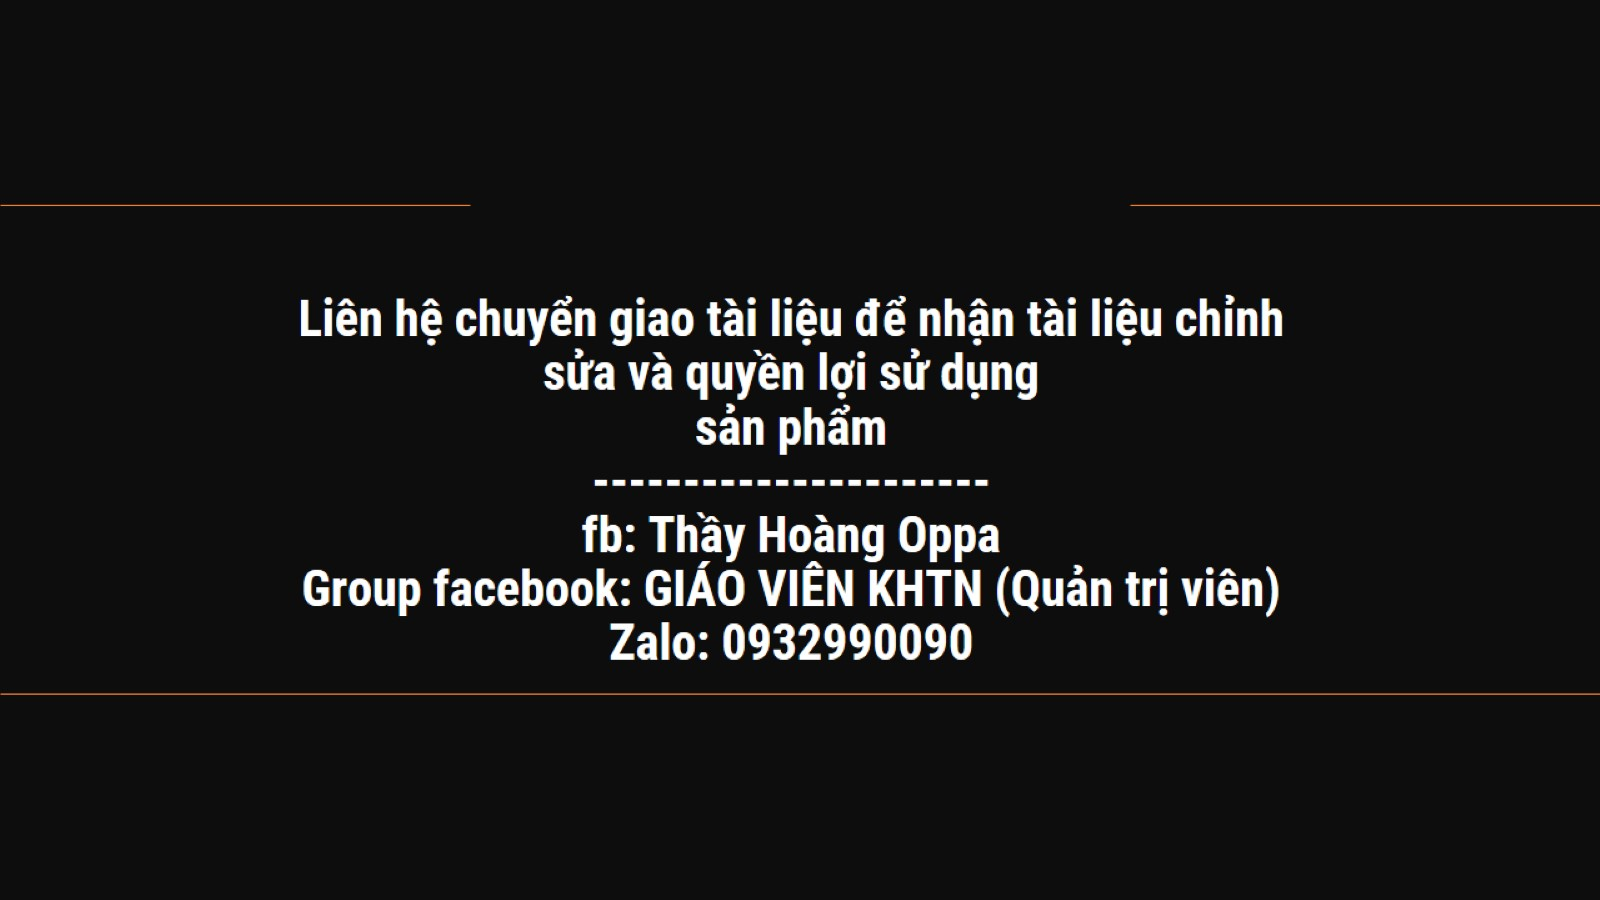 Liên hệ chuyển giao tài liệu để nhận tài liệu chỉnh
sửa và quyền lợi sử dụng
sản phẩm
----------------------
fb: Thầy Hoàng Oppa
Group facebook: GIÁO VIÊN KHTN (Quản trị viên)
Zalo: 0932990090